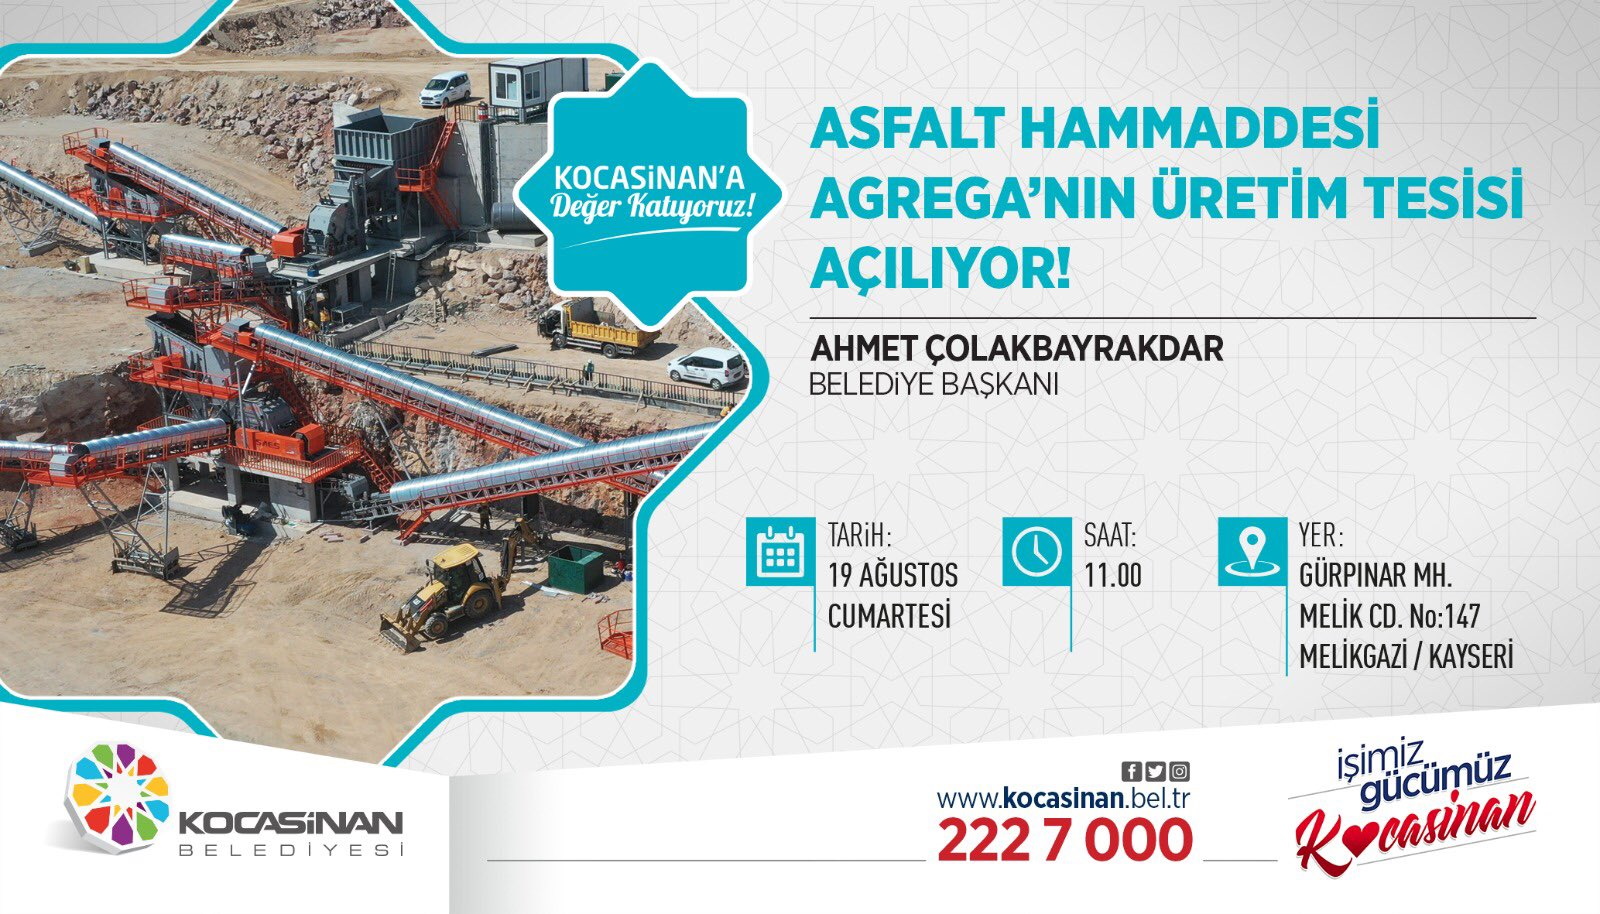 KOCASİNAN'A
Değer Katıyoruz!
ASFALT HAMMADDESİ
AGREGA'NIN ÜRETİM TESİSİ
AÇILIYOR!
AHMET ÇOLAKBAYRAKDAR
BELEDİYE BAŞKANI
TARİH:
19 AĞUSTOS
CUMARTESİ
SAAT:
11.00
YER:
GÜRPINAR MH.
MELİK CD. No:147
MELİKGAZİ / KAYSERİ
KOCASİNAN
BELEDİYESİ
www.kocasinan.bel.tr
222 7 000
işimiz
gücümüz
Kocasinan